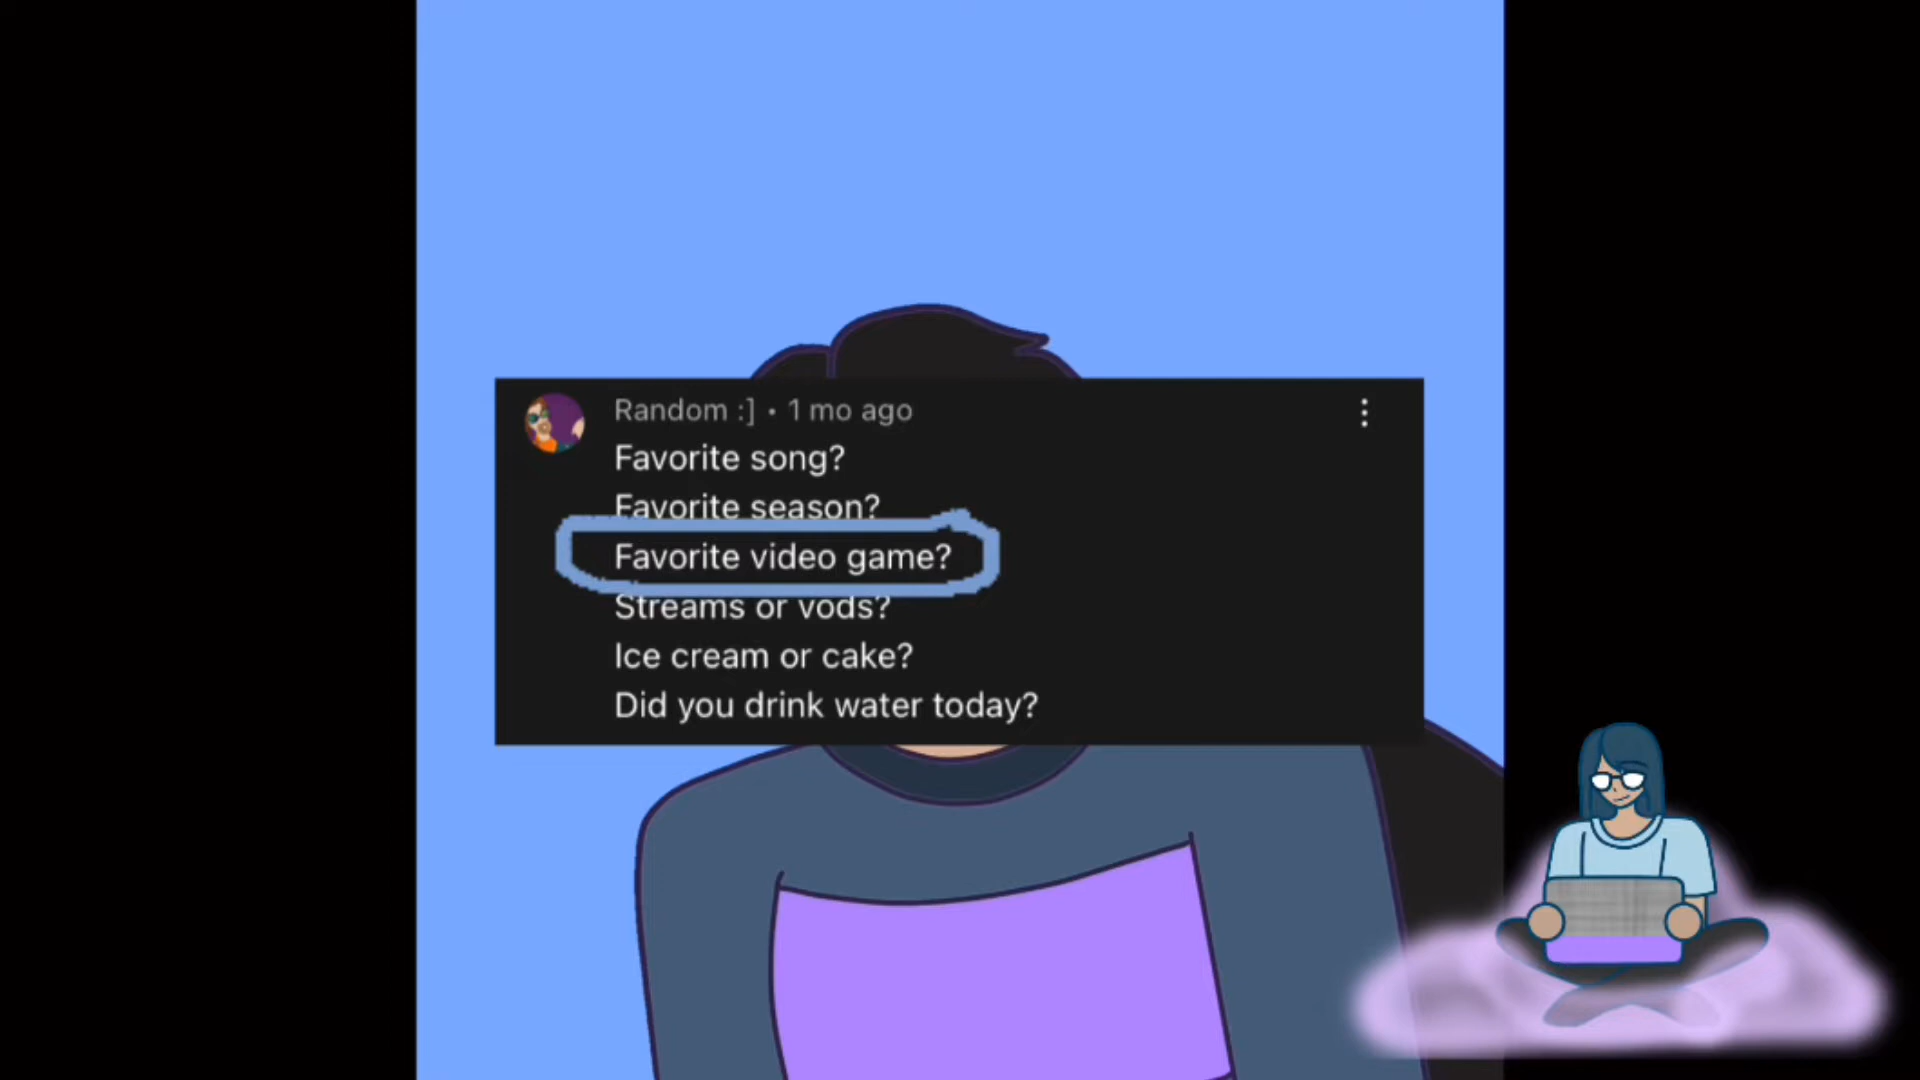 Random :] • 1 mo ago
Favorite song?
Favorite season?
Favorite video game?
Streams or vods?
Ice cream or cake?
Did you drink water today?